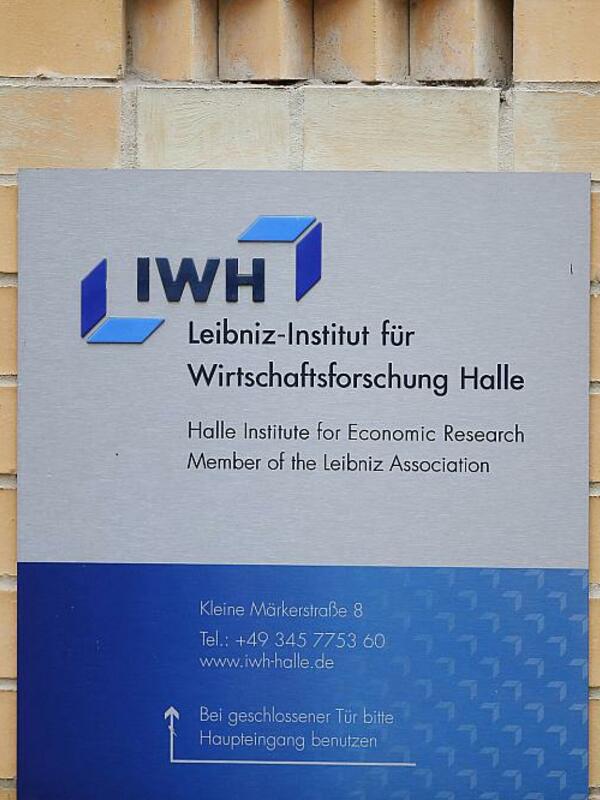 IWH
Leibniz-Institut für
Wirtschaftsforschung Halle
Halle Institute for Economic Research
Member of the Leibniz Association
Kleine Märkerstraße 8
Tel.: +49 345 7753 60
www.iwh-halle.de
Bei geschlossener Tür bitte
Haupteingang benutzen